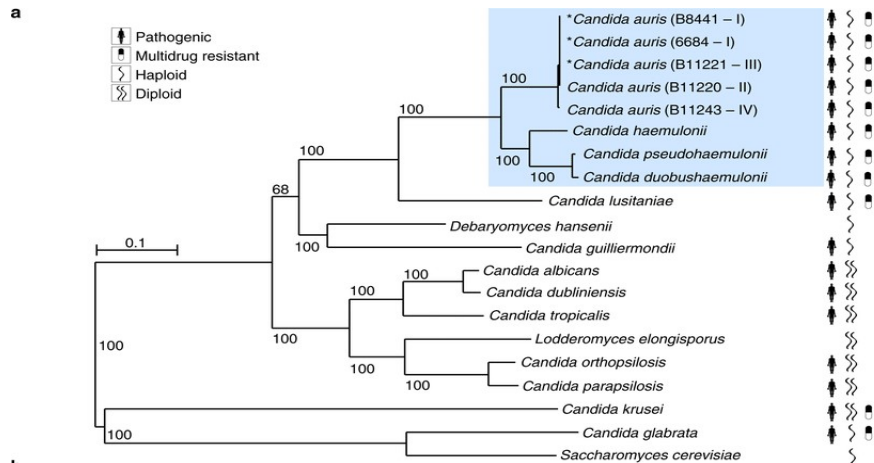 a
Pathogenic
Multidrug resistant
Haploid
Diploid
*Candida auris (B8441 – I)
*Candida auris (6684 – I)
*Candida auris (B11221 – III)
Candida auris (B11220 – II)
Candida auris (B11243 – IV)
Candida haemulonii
Candida pseudohaemulonii
Candida duobushaemulonii
Candida lusitaniae
Debaryomyces hansenii
Candida guilliermondii
Candida albicans
Candida dubliniensis
Candida tropicalis
Lodderomyces elongisporus
Candida orthopsilosis
Candida parapsilosis
Candida krusei
Candida glabrata
Saccharomyces cerevisiae
100
100
100
100
100
68
100
0.1
100
100
100
100
100
100